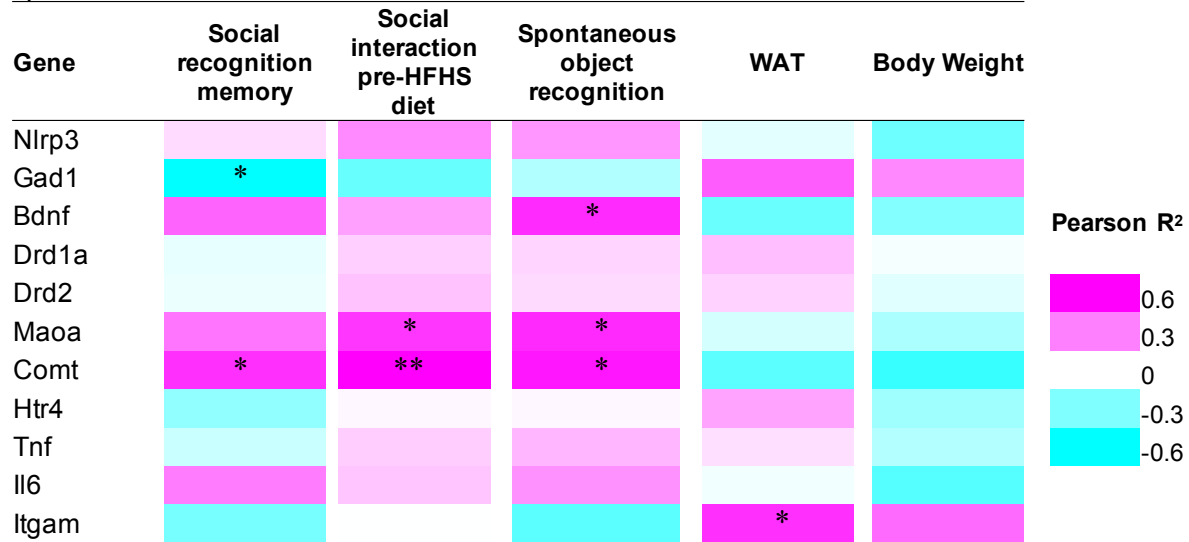 Gene
Social
recognition
memory
Social
interaction
pre-HFHS
diet
Spontaneous
object
recognition
WAT
Body Weight
Nlrp3
Gad1 *
Bdnf *
Drd1a
Drd2
Maoa * *
Comt * ** *
Htr4
Tnf
Il6
Itgam *
Pearson R²
0.6
0.3
0
-0.3
-0.6